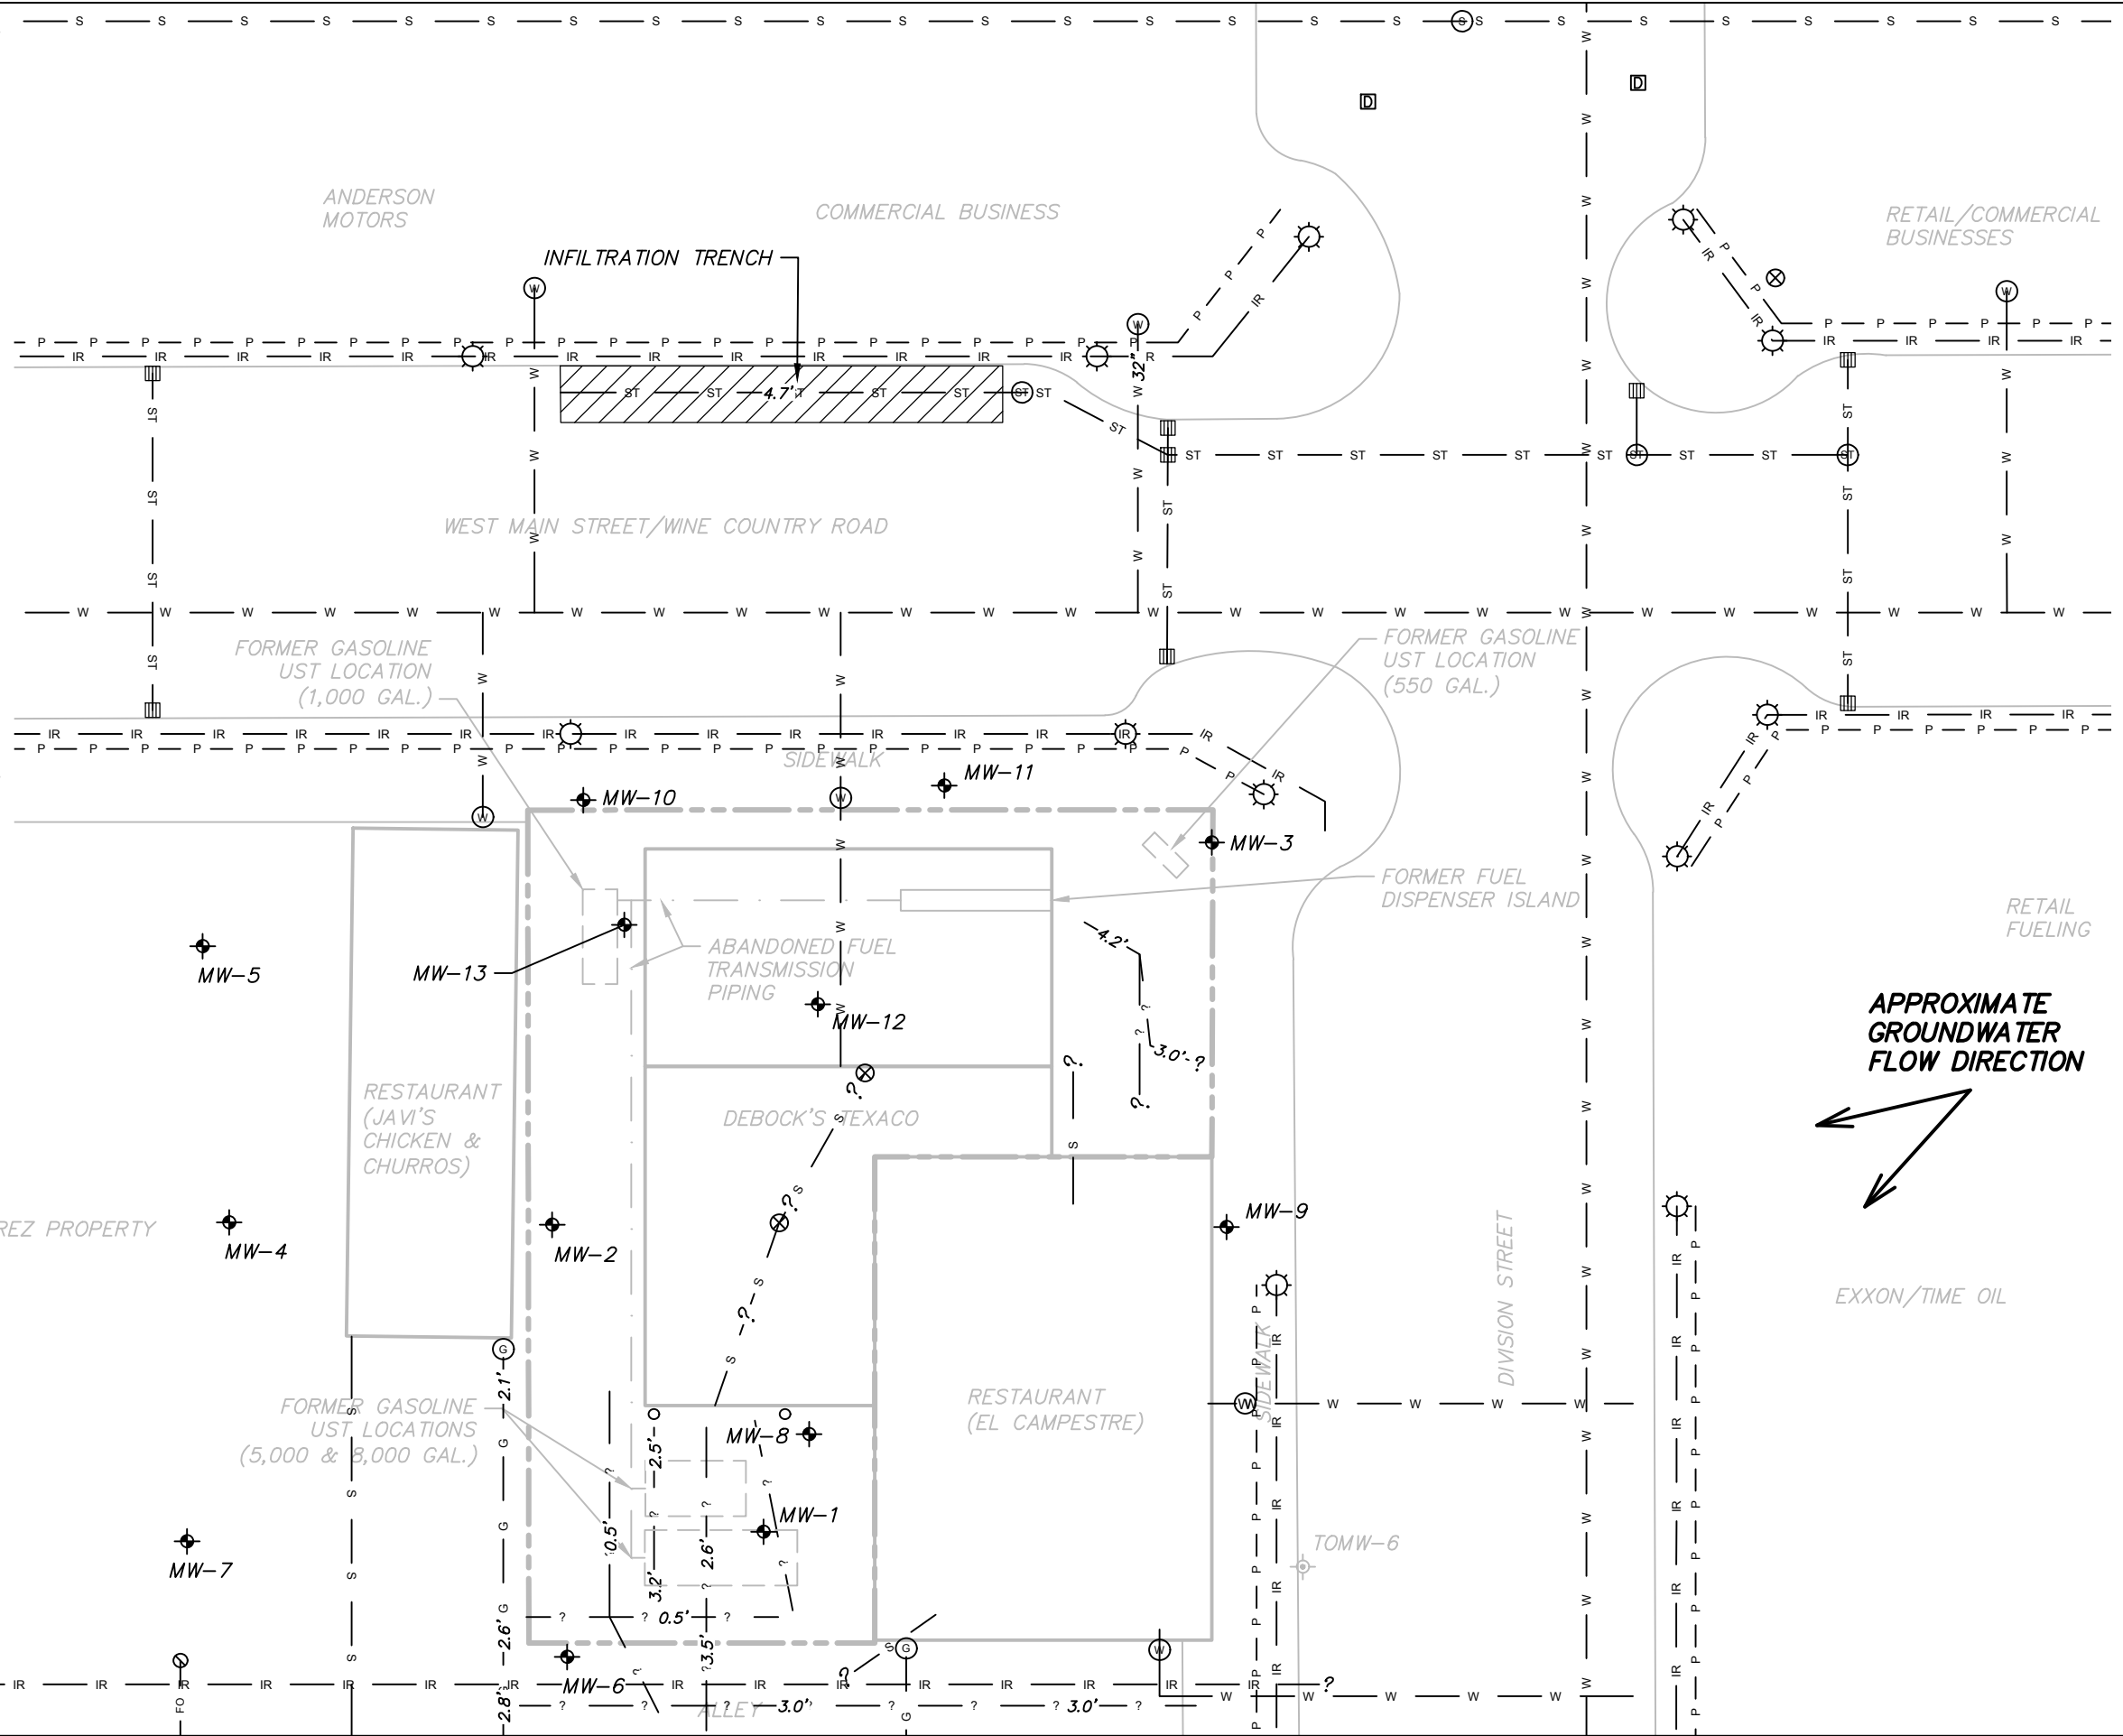 ANDERSON
MOTORS
COMMERCIAL BUSINESS
RETAIL/COMMERCIAL
BUSINESSES
D
D
INFILTRATION TRENCH
32"
4.7'
WEST MAIN STREET/WINE COUNTRY ROAD
FORMER GASOLINE
UST LOCATION
(1,000 GAL.)
FORMER GASOLINE
UST LOCATION
(550 GAL.)
SIDEWALK
MW-10
MW-11
MW-3
FORMER FUEL
DISPENSER ISLAND
RETAIL
FUELING
MW-5
MW-13
ABANDONED FUEL
TRANSMISSION
PIPING
4.2'
MW-12
3.0'-?
APPROXIMATE
GROUNDWATER
FLOW DIRECTION
RESTAURANT
(JAVI'S
CHICKEN &
CHURROS)
DEBOCK'S TEXACO
REZ PROPERTY
MW-4
MW-2
MW-9
DIVISION STREET
EXXON/TIME OIL
SIDEWALK
2.1'
FORMER GASOLINE
UST LOCATIONS
(5,000 & 8,000 GAL.)
RESTAURANT
(EL CAMPESTRE)
2.5'
MW-8
MW-1
0.5'
2.6'
3.2'
TOMW-6
MW-7
0.5'
2.6'
3.5'
MW-6
2.8'
ALLEY
3.0'
3.0'
FO